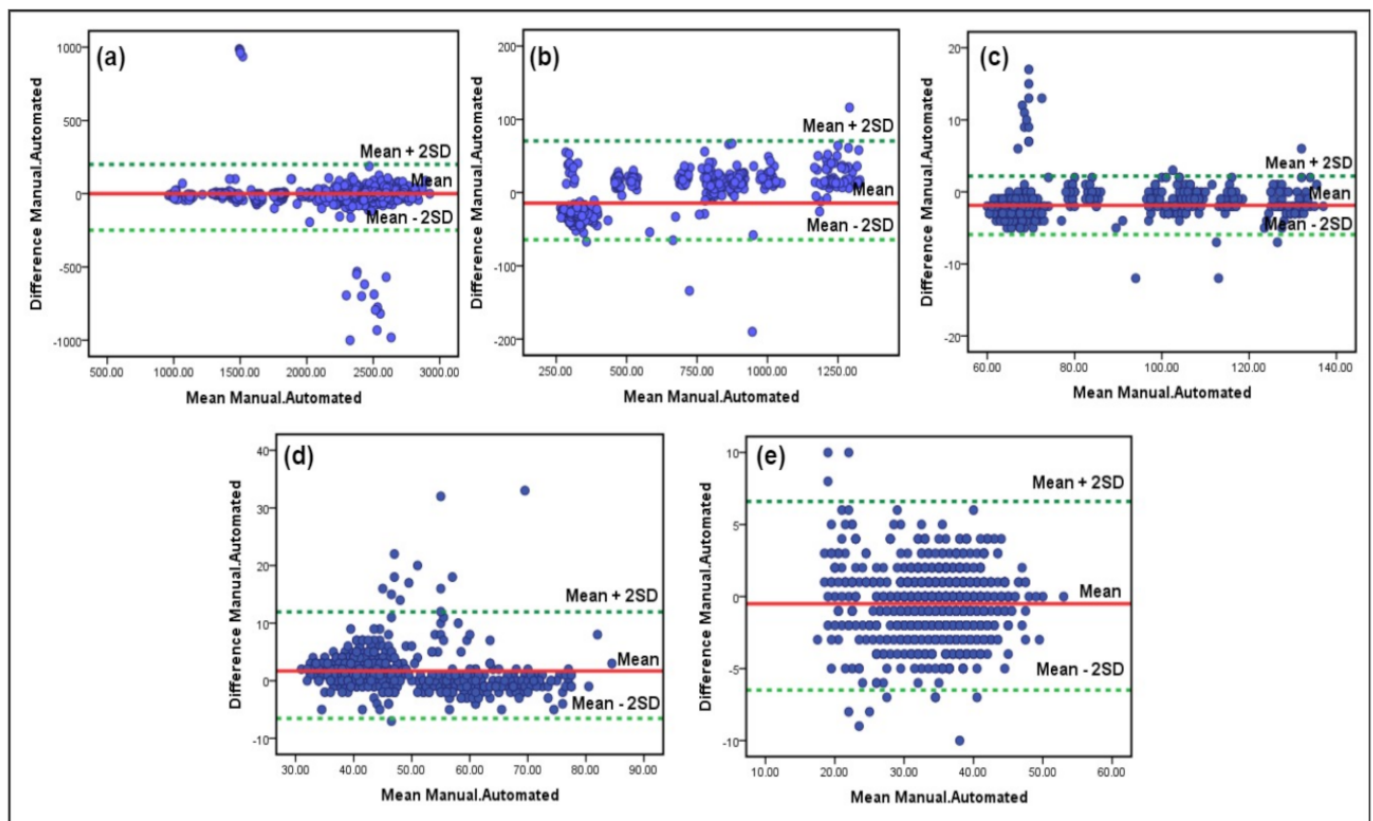 (a)
Difference Manual.Automated
1000
500
0
-500
-1000
Mean + 2SD
Mean
Mean - 2SD
500.00 1000.00 1500.00 2000.00 2500.00 3000.00
Mean Manual.Automated
(b)
Difference Manual.Automated
200
100
0
-100
-200
Mean + 2SD
Mean
Mean - 2SD
250.00 500.00 750.00 1000.00 1250.00
Mean Manual.Automated
(c)
Difference Manual.Automated
20
10
0
-10
-20
Mean + 2SD
Mean
Mean - 2SD
60.00 80.00 100.00 120.00 140.00
Mean Manual.Automated
(d)
Difference Manual.Automated
40
30
20
10
0
-10
Mean + 2SD
Mean
Mean - 2SD
30.00 40.00 50.00 60.00 70.00 80.00 90.00
Mean Manual.Automated
(e)
Difference Manual.Automated
10
5
0
-5
-10
Mean + 2SD
Mean
Mean - 2SD
10.00 20.00 30.00 40.00 50.00 60.00
Mean Manual.Automated